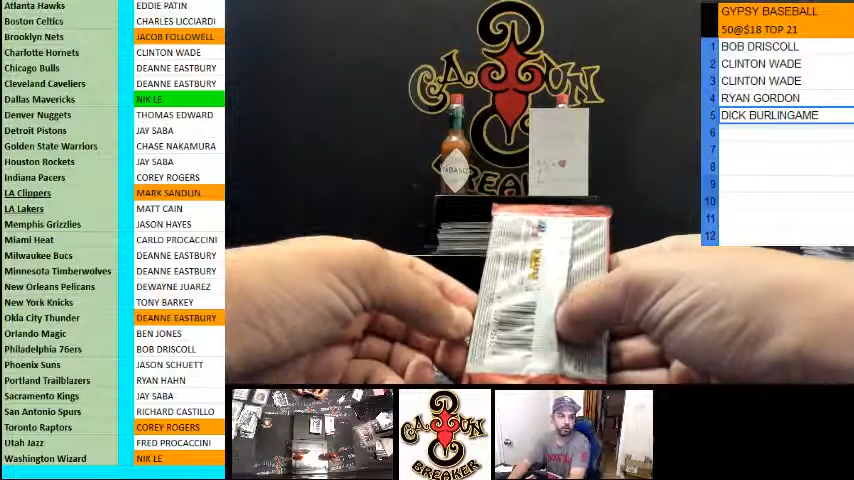 Atlanta Hawks EDDIE PATIN
Boston Celtics CHARLES LICCIARDI
Brooklyn Nets JACOB FOLLOWELL
Charlotte Hornets CLINTON WADE
Chicago Bulls DEANNE EASTBURY
Cleveland Cavaliers DEANNE EASTBURY
Dallas Mavericks NIK LE
Denver Nuggets THOMAS EDWARD
Detroit Pistons JAY SABA
Golden State Warriors CHASE NAKAMURA
Houston Rockets JAY SABA
Indiana Pacers COREY ROGERS
LA Clippers MARK SANDLIN
LA Lakers MATT CAIN
Memphis Grizzlies JASON HAYES
Miami Heat CARLO PROCACCINI
Milwaukee Bucks DEANNE EASTBURY
Minnesota Timberwolves DEANNE EASTBURY
New Orleans Pelicans DEWAYNE JUAREZ
New York Knicks TONY BARKEY
Okla City Thunder DEANNE EASTBURY
Orlando Magic BEN JONES
Philadelphia 76ers BOB DRISCOLL
Phoenix Suns JASON SCHUETT
Portland Trailblazers RYAN HAHN
Sacramento Kings JAY SABA
San Antonio Spurs RICHARD CASTILLO
Toronto Raptors COREY ROGERS
Utah Jazz FRED PROCACCINI
Washington Wizard NIK LE
CAJUN
BREAKER
TABASCO
GYPSY BASEBALL
50@$18 TOP 21
1 BOB DRISCOLL
2 CLINTON WADE
3 CLINTON WADE
4 RYAN GORDON
5 DICK BURLINGAME
6
7
8
9
10
11
12
CAJUN
BREAKER